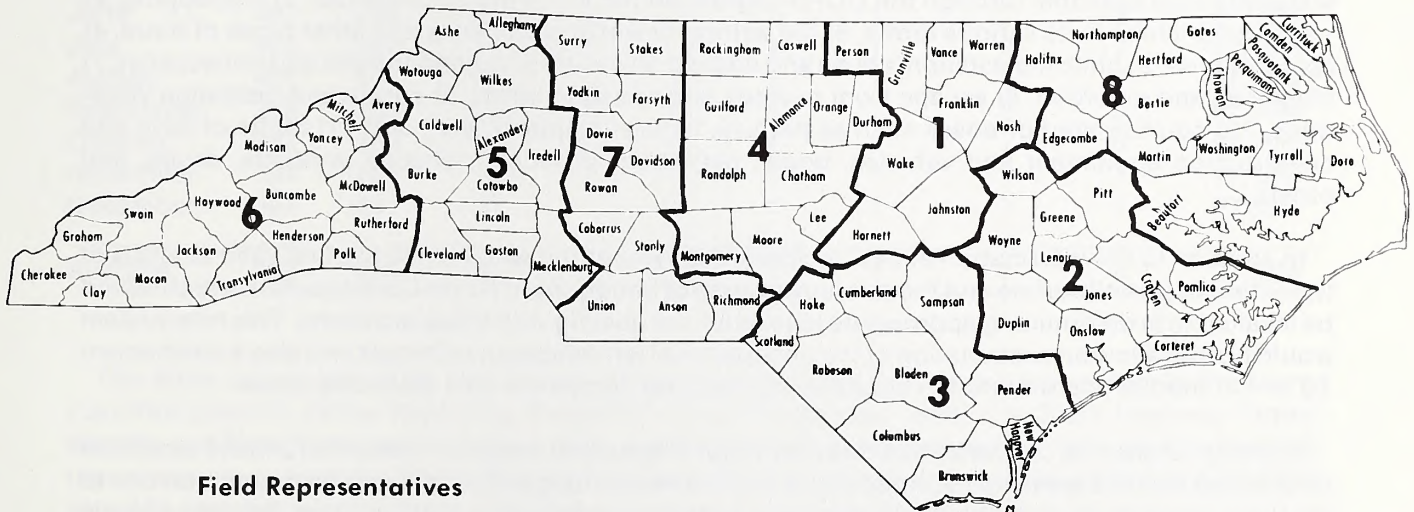 Ashe
Alleghany
Surry
Stokes
Rockingham
Caswell
Person
Granville
Vance
Warren
Northampton
Gates
Currituck
Camden
Pasquotank
Perquimans
Halifax
Hertford
Chowan
8
Watauga
Wilkes
Yadkin
Forsyth
Guilford
Alamance
Orange
Durham
Franklin
Bertie
Mitchell
Avery
Caldwell
Alexander
Iredell
Davie
Davidson
4
1
Nash
Edgecombe
Martin
Washington
Tyrrell
Dare
Madison
Yancey
5
7
Burke
Catawba
Rowan
Randolph
Chatham
Wake
Wilson
Pitt
Beaufort
Hyde
Haywood
Buncombe
McDowell
Swain
6
Lincoln
Johnston
Greene
Graham
Jackson
Henderson
Rutherford
Polk
Cleveland
Gaston
Mecklenburg
Cabarrus
Stanly
Montgomery
Moore
Lee
Harnett
Wayne
Lenoir
2
Craven
Pamlico
Cherokee
Clay
Macon
Transylvania
Union
Anson
Richmond
Hoke
Cumberland
Sampson
Duplin
Jones
Onslow
Carteret
Scotland
Robeson
Bladen
3
Pender
Columbus
New
Hanover
Brunswick
Field Representatives